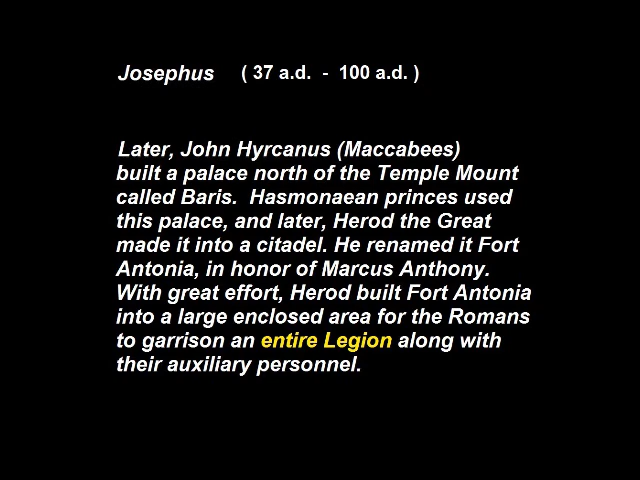 Josephus ( 37 a.d. - 100 a.d. )
Later, John Hyrcanus (Maccabees)
built a palace north of the Temple Mount
called Baris. Hasmonaean princes used
this palace, and later, Herod the Great
made it into a citadel. He renamed it Fort
Antonia, in honor of Marcus Anthony.
With great effort, Herod built Fort Antonia
into a large enclosed area for the Romans
to garrison an entire Legion along with
their auxiliary personnel.